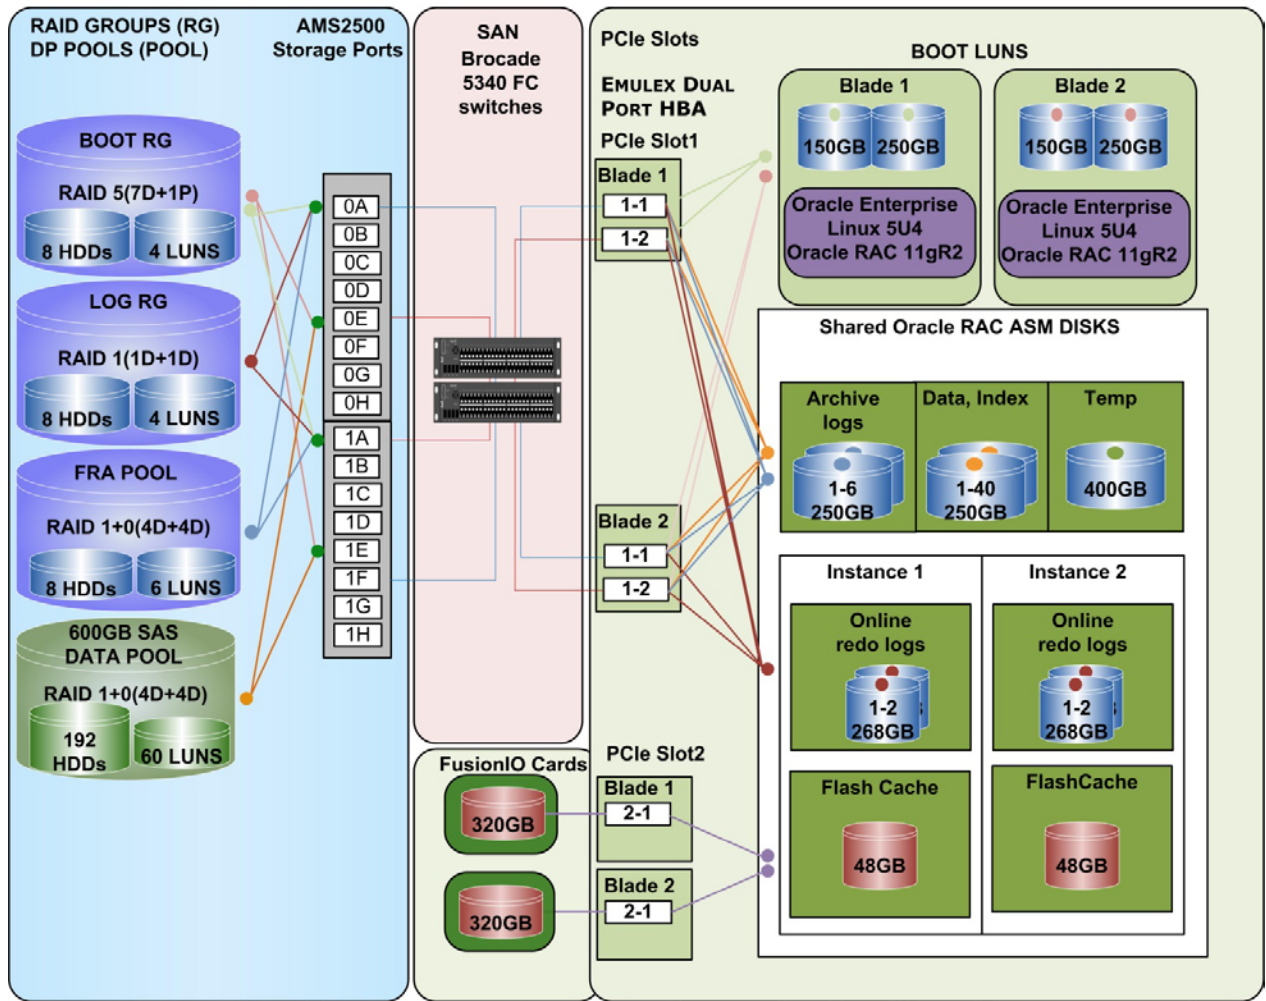 RAID GROUPS (RG)
DP POOLS (POOL)
AMS2500
Storage Ports
BOOT RG
RAID 5(7D+1P)
8 HDDs
4 LUNS
LOG RG
RAID 1(1D+1D)
8 HDDs
4 LUNS
FRA POOL
RAID 1+0(4D+4D)
8 HDDs
6 LUNS
600GB SAS
DATA POOL
RAID 1+0(4D+4D)
192
HDDs
60 LUNS
0A
0B
0C
0D
0E
0F
0G
0H
1A
1B
1C
1D
1E
1F
1G
1H
SAN
Brocade
5340 FC
switches
FusionIO Cards
320GB
320GB
PCIe Slots
EMULEX DUAL
PORT HBA
PCIe Slot1
Blade 1
1-1
1-2
Blade 2
1-1
1-2
PCIe Slot2
Blade 1
2-1
Blade 2
2-1
BOOT LUNS
Blade 1
150GB
250GB
Oracle Enterprise
Linux 5U4
Oracle RAC 11gR2
Blade 2
150GB
250GB
Oracle Enterprise
Linux 5U4
Oracle RAC 11gR2
Shared Oracle RAC ASM DISKS
Archive
logs
1-6
250GB
Data, Index
1-40
250GB
Temp
400GB
Instance 1
Online
redo logs
1-2
268GB
Flash Cache
48GB
Instance 2
Online
redo logs
1-2
268GB
FlashCache
48GB